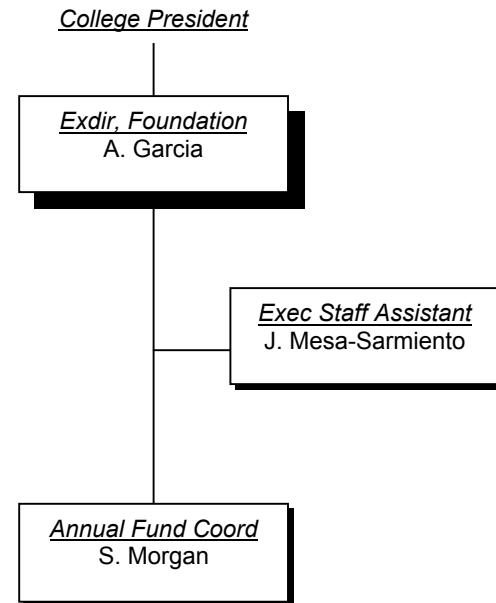 College President
Exdir, Foundation
A. Garcia
Exec Staff Assistant
J. Mesa-Sarmiento
Annual Fund Coord
S. Morgan